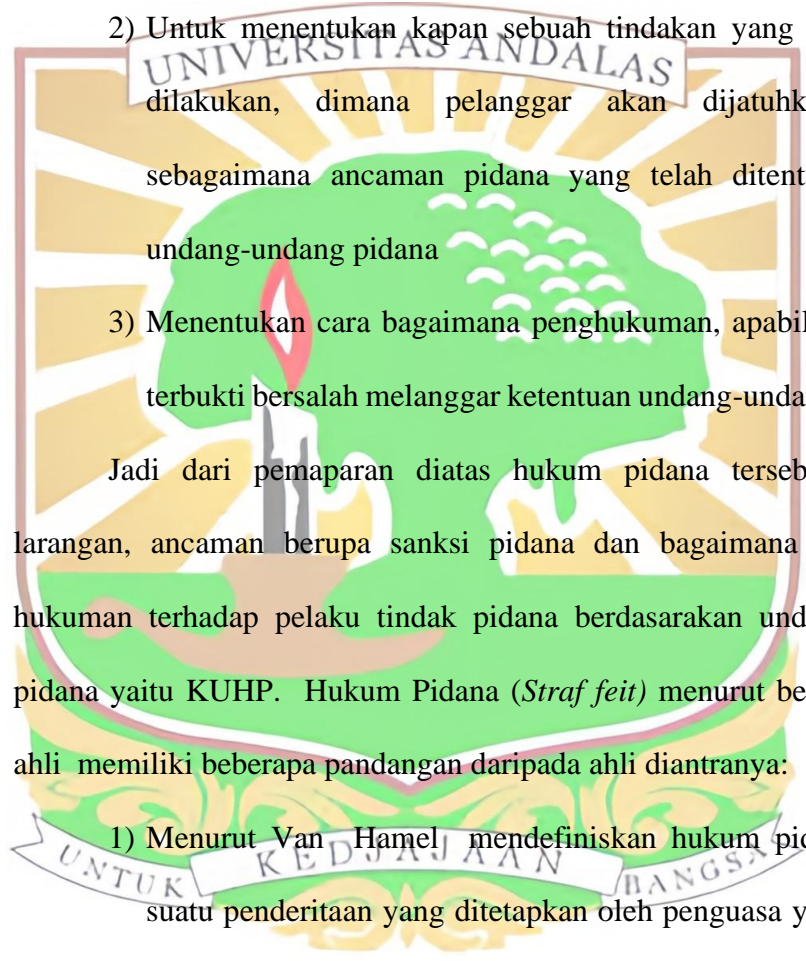 2) Untuk menentukan kapan sebuah tindakan yang
UNIVERSITAS ANDALAS
dilakukan, dimana pelanggar akan dijatuhk
sebagaimana ancaman pidana yang telah ditent
undang-undang pidana
3) Menentukan cara bagaimana penghukuman, apabil
terbukti bersalah melanggar ketentuan undang-unda
Jadi dari pemaparan diatas hukum pidana terseb
larangan, ancaman berupa sanksi pidana dan bagaimana
hukuman terhadap pelaku tindak pidana berdasarakan und
pidana yaitu KUHP. Hukum Pidana (Straf feit) menurut be
ahli memiliki beberapa pandangan daripada ahli diantranya:
1) Menurut Van Hamel mendefiniskan hukum pid
UNTUK KEDJAJAAN BANGSA
suatu penderitaan yang ditetapkan oleh penguasa y